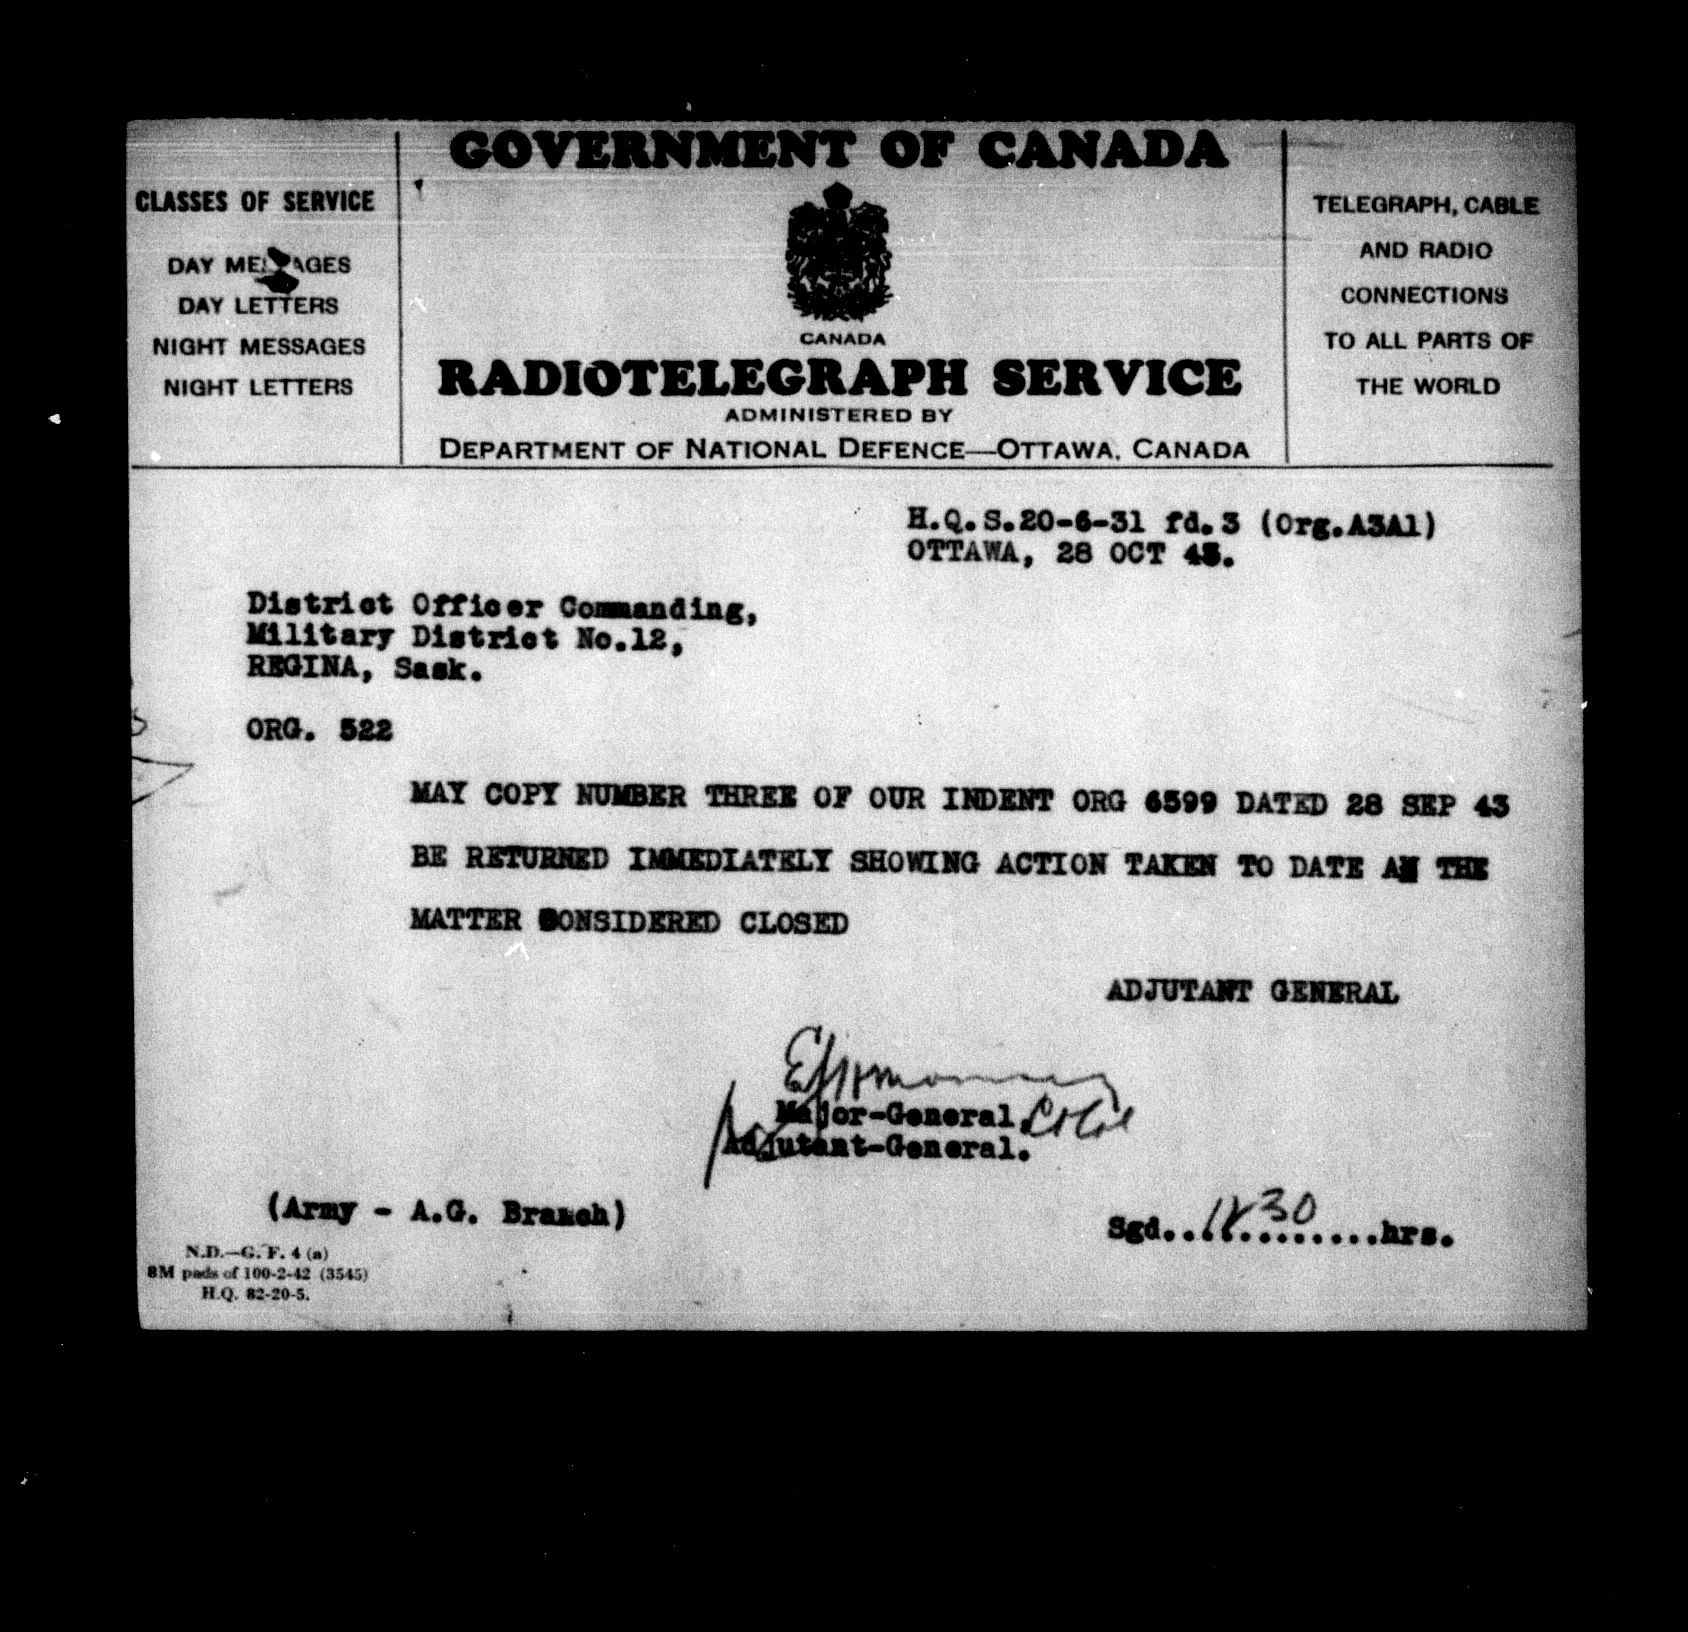 GOVERNMENT OF CANADA
CLASSES OF SERVICE
DAY MESSAGES
DAY LETTERS
NIGHT MESSAGES
NIGHT LETTERS
CANADA
RADIOTELEGRAPH SERVICE
ADMINISTERED BY
DEPARTMENT OF NATIONAL DEFENCE—OTTAWA, CANADA
TELEGRAPH, CABLE
AND RADIO
CONNECTIONS
TO ALL PARTS OF
THE WORLD
H.Q.S.20-6-31 fd.3 (Org.A3A1)
OTTAWA, 28 OCT 43.
District Officer Commanding,
Military District No.12,
REGINA, Sask.
ORG. 522
MAY COPY NUMBER THREE OF OUR INDENT ORG 6599 DATED 28 SEP 43
BE RETURNED IMMEDIATELY SHOWING ACTION TAKEN TO DATE THE
MATTER CONSIDERED CLOSED
ADJUTANT GENERAL
Major-General,
Adjutant-General.
(Army - A.G. Branch)
Sgd..............hrs.
N.D.—G. F. 4 (a)
8M pads of 100-2-42 (3545)
H.Q. 82-20-5.